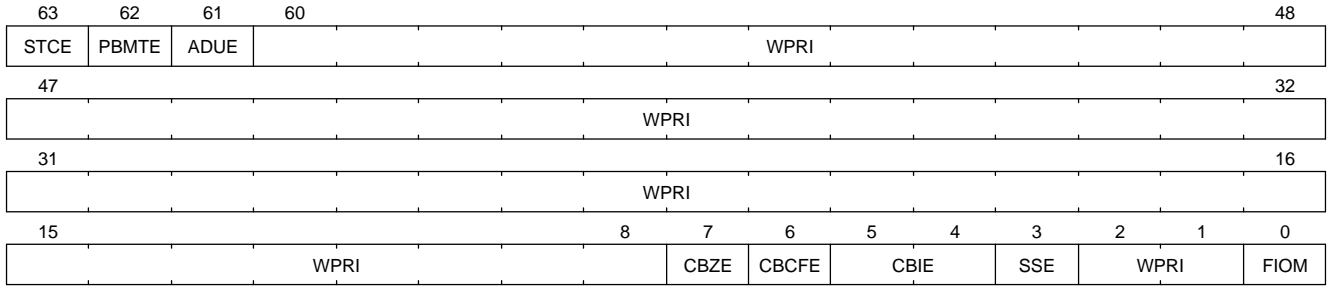 63 62 61 60 48
STCE PBMTE ADUE WPRI
47 32
WPRI
31 16
WPRI
15 8 7 6 5 4 3 2 1 0
WPRI CBZE CBCFE CBIE SSE WPRI FIOM